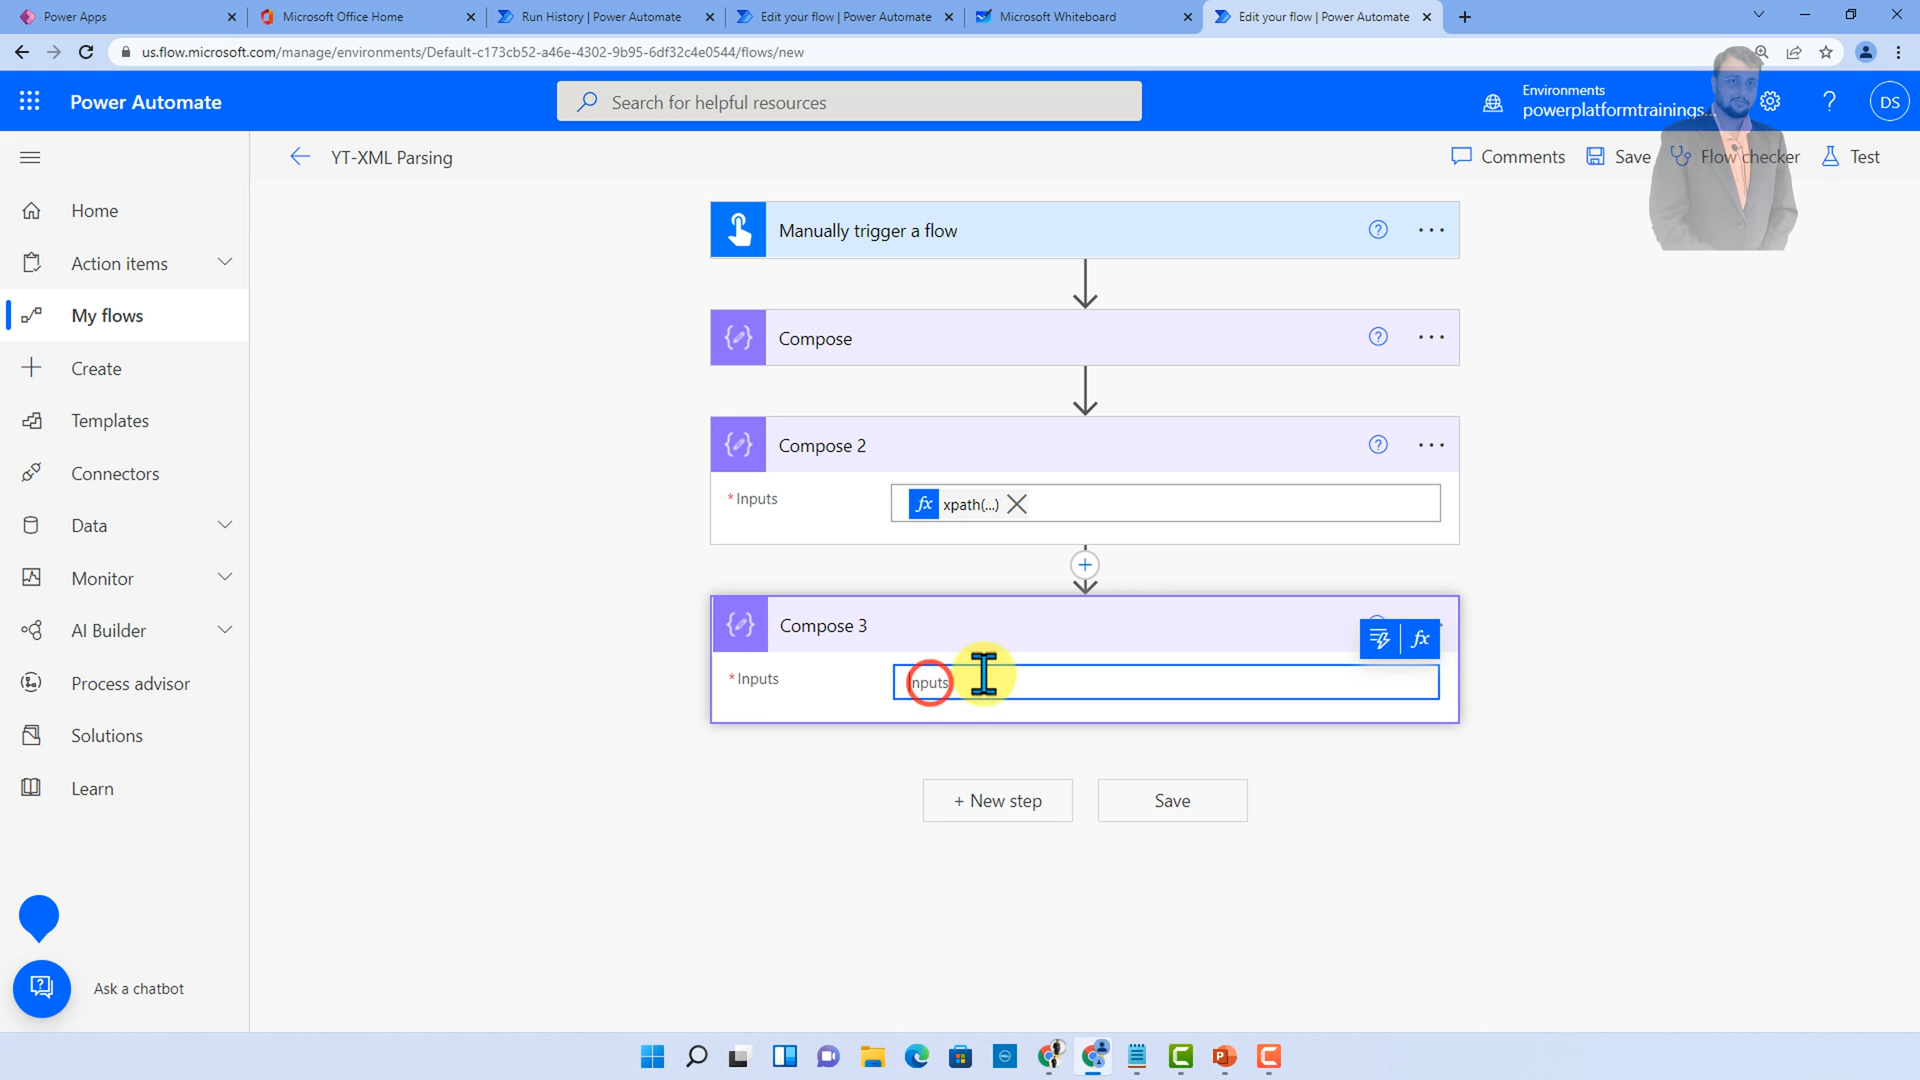 Power Apps
Microsoft Office Home
Run History | Power Automate
Edit your flow | Power Automate
Microsoft Whiteboard
Edit your flow | Power Automate
us.flow.microsoft.com/manage/environments/Default-c173cb52-a46e-4302-9b95-6df32c4e0544/flows/new
Power Automate
Search for helpful resources
Environments
powerplatformtrainings...
DS
YT-XML Parsing
Comments
Save
Flow checker
Test
Home
Action items
My flows
Create
Templates
Connectors
Data
Monitor
AI Builder
Process advisor
Solutions
Learn
Ask a chatbot
Manually trigger a flow
Compose
Compose 2
* Inputs
fx xpath(...)
Compose 3
fx
* Inputs
Inputs
+ New step
Save